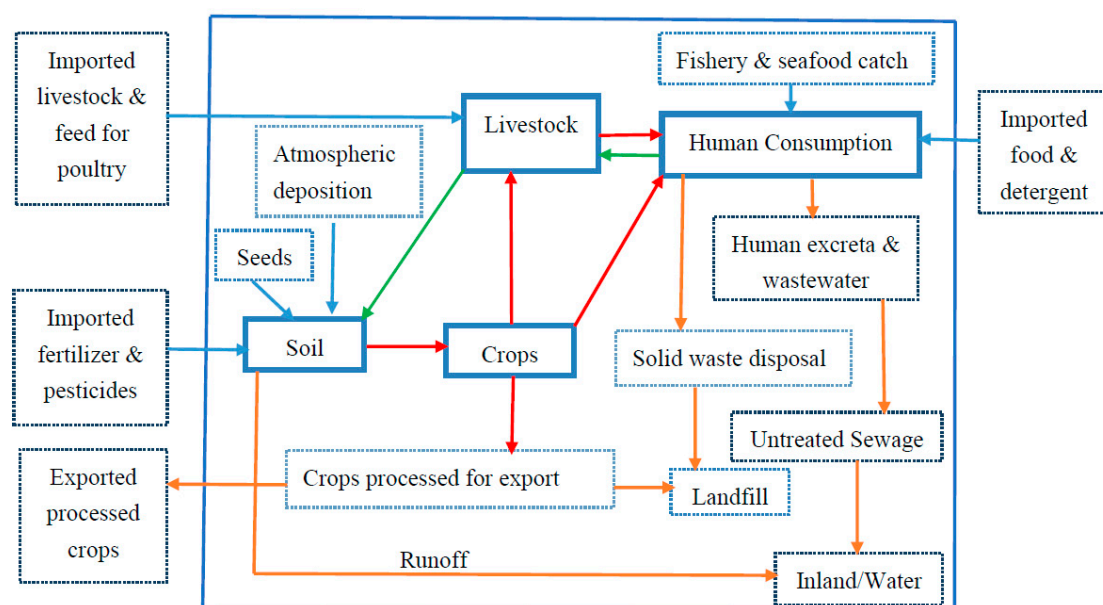 Imported
livestock &
feed for
poultry
Fishery & seafood catch
Livestock
Human Consumption
Imported
food &
detergent
Atmospheric
deposition
Seeds
Human excreta &
wastewater
Imported
fertilizer &
pesticides
Soil
Crops
Solid waste disposal
Untreated Sewage
Exported
processed
crops
Crops processed for export
Landfill
Runoff
Inland/Water